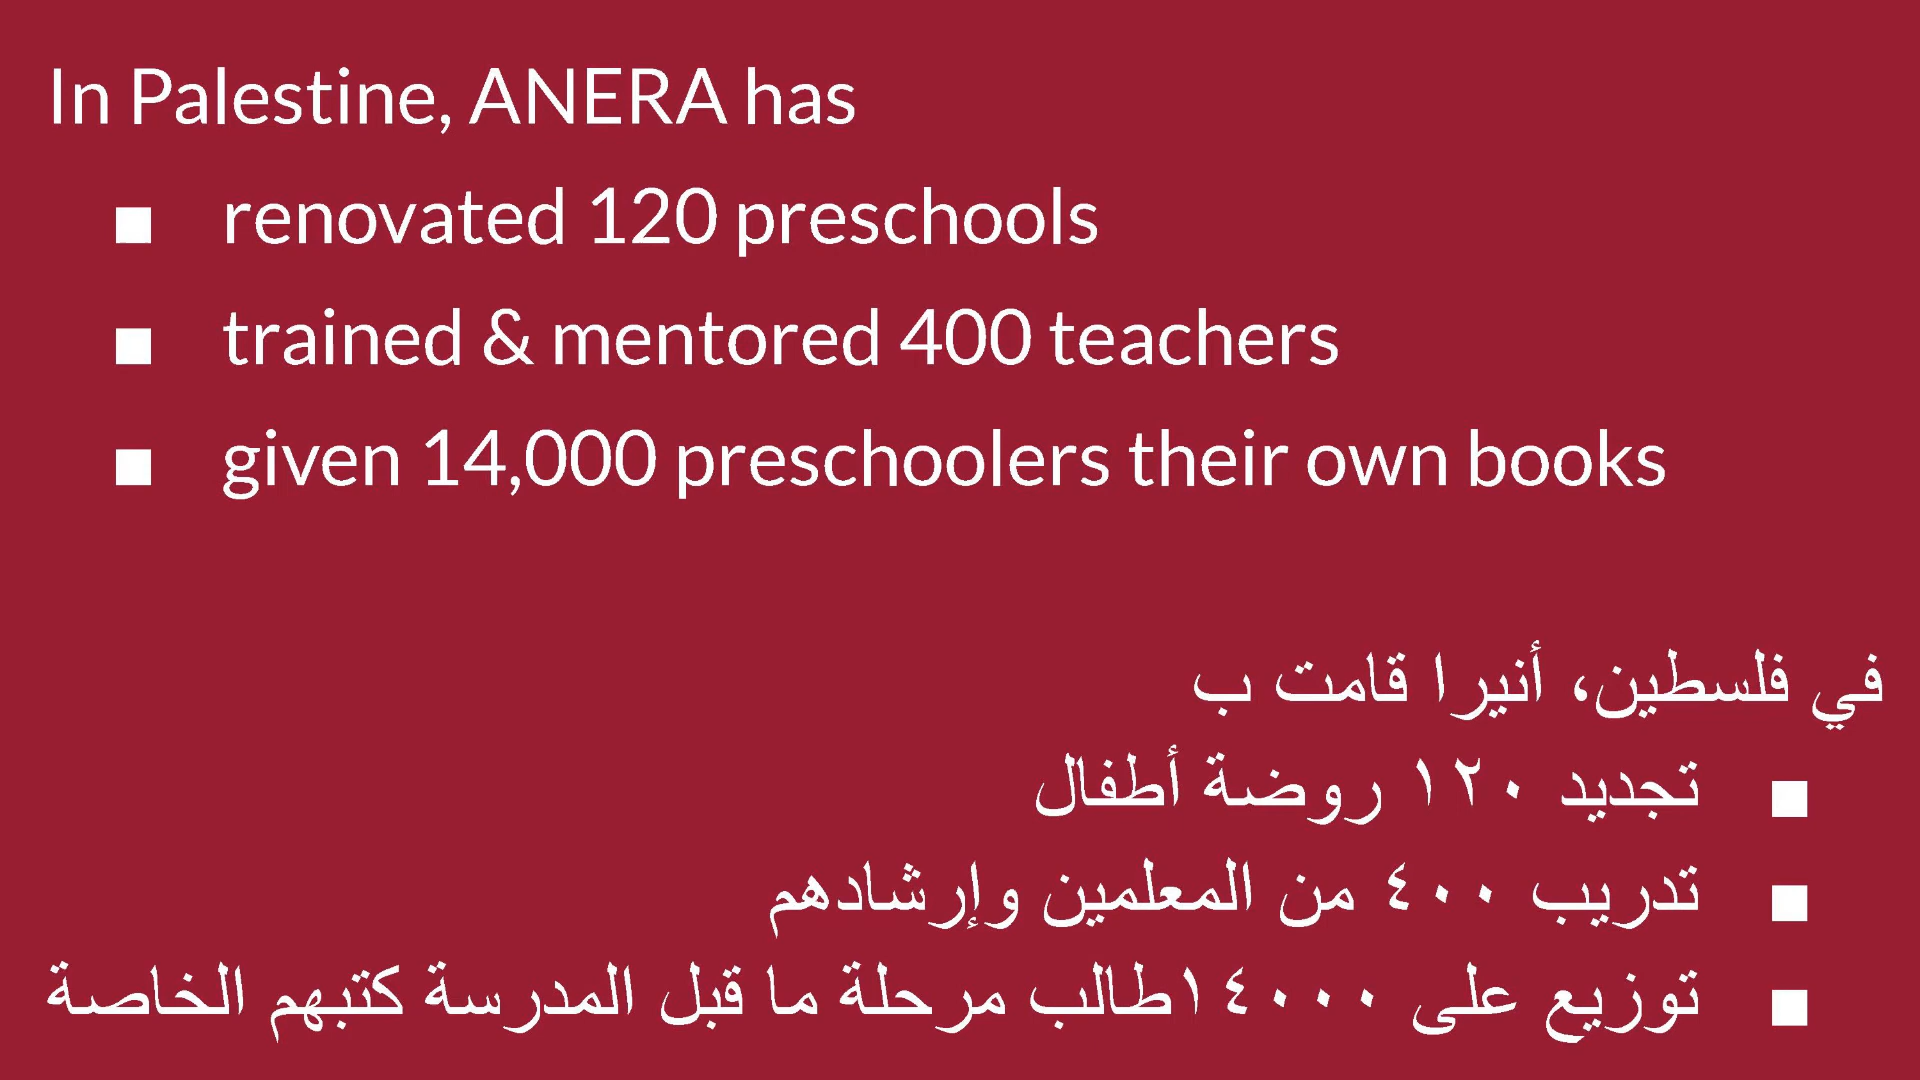 In Palestine, ANERA has
▪ renovated 120 preschools
▪ trained & mentored 400 teachers
▪ given 14,000 preschoolers their own books
في فلسطين، أنيرا قامت ب
▪ تجديد ١٢٠ روضة أطفال
▪ تدريب ٤٠٠ من المعلمين وإرشادهم
▪ توزيع على ١٤٠٠٠طالب مرحلة ما قبل المدرسة كتبهم الخاصة